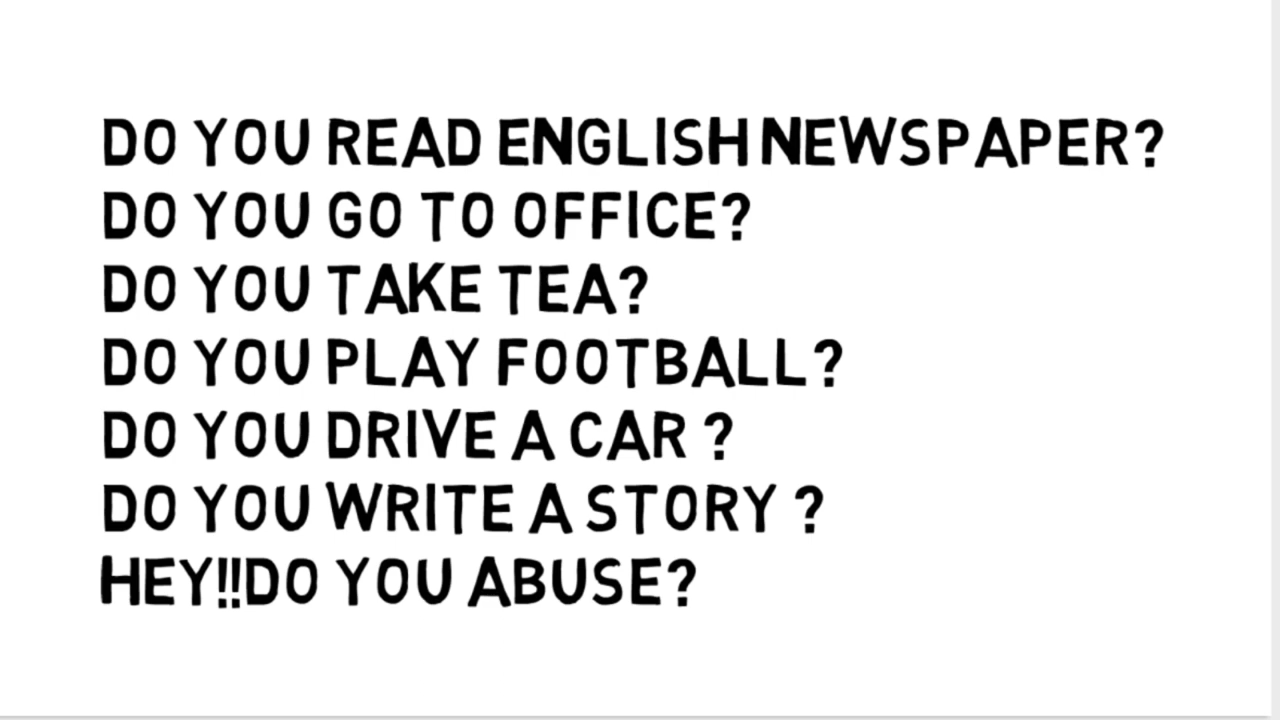 DO YOU READ ENGLISH NEWSPAPER?
DO YOU GO TO OFFICE?
DO YOU TAKE TEA?
DO YOU PLAY FOOTBALL?
DO YOU DRIVE A CAR ?
DO YOU WRITE A STORY ?
HEY!!DO YOU ABUSE?